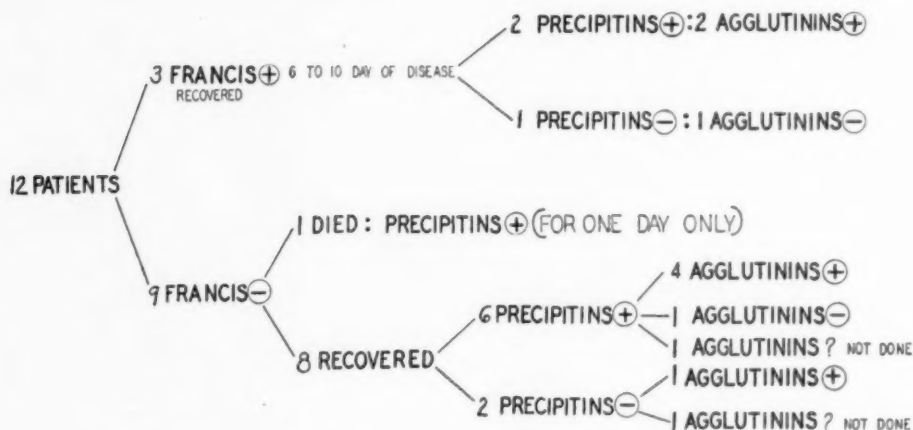 2 PRECIPITINS⊕:2 AGGLUTININS⊕
3 FRANCIS⊕ 6 TO 10 DAY OF DISEASE
RECOVERED
1 PRECIPITINS⊖:1 AGGLUTININS⊖
12 PATIENTS
1 DIED: PRECIPITINS⊕(FOR ONE DAY ONLY)
9 FRANCIS⊖
4 AGGLUTININS⊕
6 PRECIPITINS⊕
1 AGGLUTININS⊖
1 AGGLUTININS? NOT DONE
8 RECOVERED
1 AGGLUTININS⊕
2 PRECIPITINS⊖
1 AGGLUTININS? NOT DONE